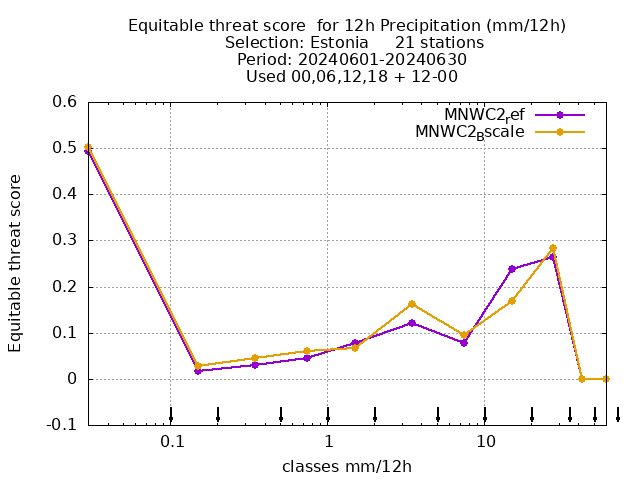 Equitable threat score  for 12h Precipitation (mm/12h)
Selection: Estonia     21 stations
Period: 20240601-20240630
Used 00,06,12,18 + 12-00
MNWC2ref
MNWC2Bscale
0.6
0.5
0.4
0.3
0.2
0.1
0
-0.1
Equitable threat score
0.1 1 10
classes mm/12h